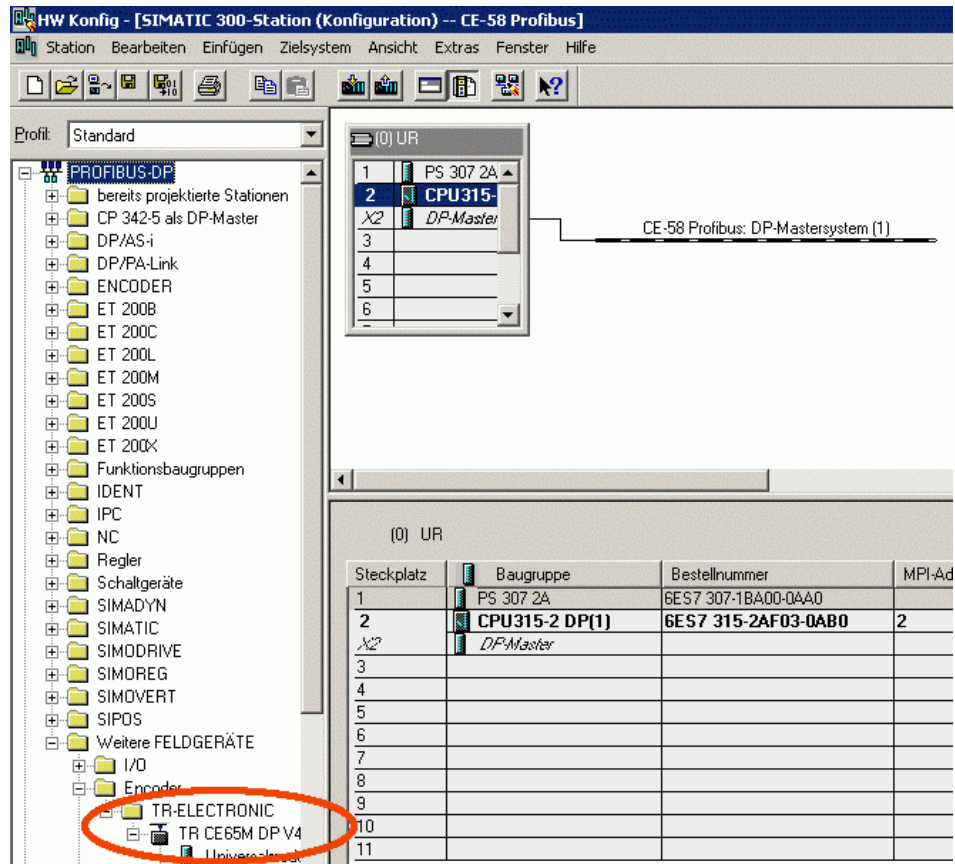 HW Konfig - [SIMATIC 300-Station (Konfiguration) -- CE-58 Profibus]
Station Bearbeiten Einfügen Zielsystem Ansicht Extras Fenster Hilfe
Profil: Standard
PROFIBUS-DP
bereits projektierte Stationen
CP 342-5 als DP-Master
DP/AS-i
DP/PA-Link
ENCODER
ET 200B
ET 200C
ET 200L
ET 200M
ET 200S
ET 200U
ET 200X
Funktionsbaugruppen
IDENT
IPC
NC
Regler
Schaltgeräte
SIMADYN
SIMATIC
SIMODRIVE
SIMOREG
SIMOVERT
SIPOS
Weitere FELDGERÄTE
I/O
Encoder
TR-ELECTRONIC
TR CE65M DP V4
(0) UR
1 PS 307 2A
2 CPU315-
X2 DP-Master
3
4
5
6
CE-58 Profibus: DP-Mastersystem (1)
(0) UR
Steckplatz Baugruppe Bestellnummer MPI-Ad
1 PS 307 2A 6ES7 307-1BA00-0AA0
2 CPU315-2 DP(1) 6ES7 315-2AF03-0AB0 2
X2 DP-Master
3
4
5
6
7
8
9
10
11